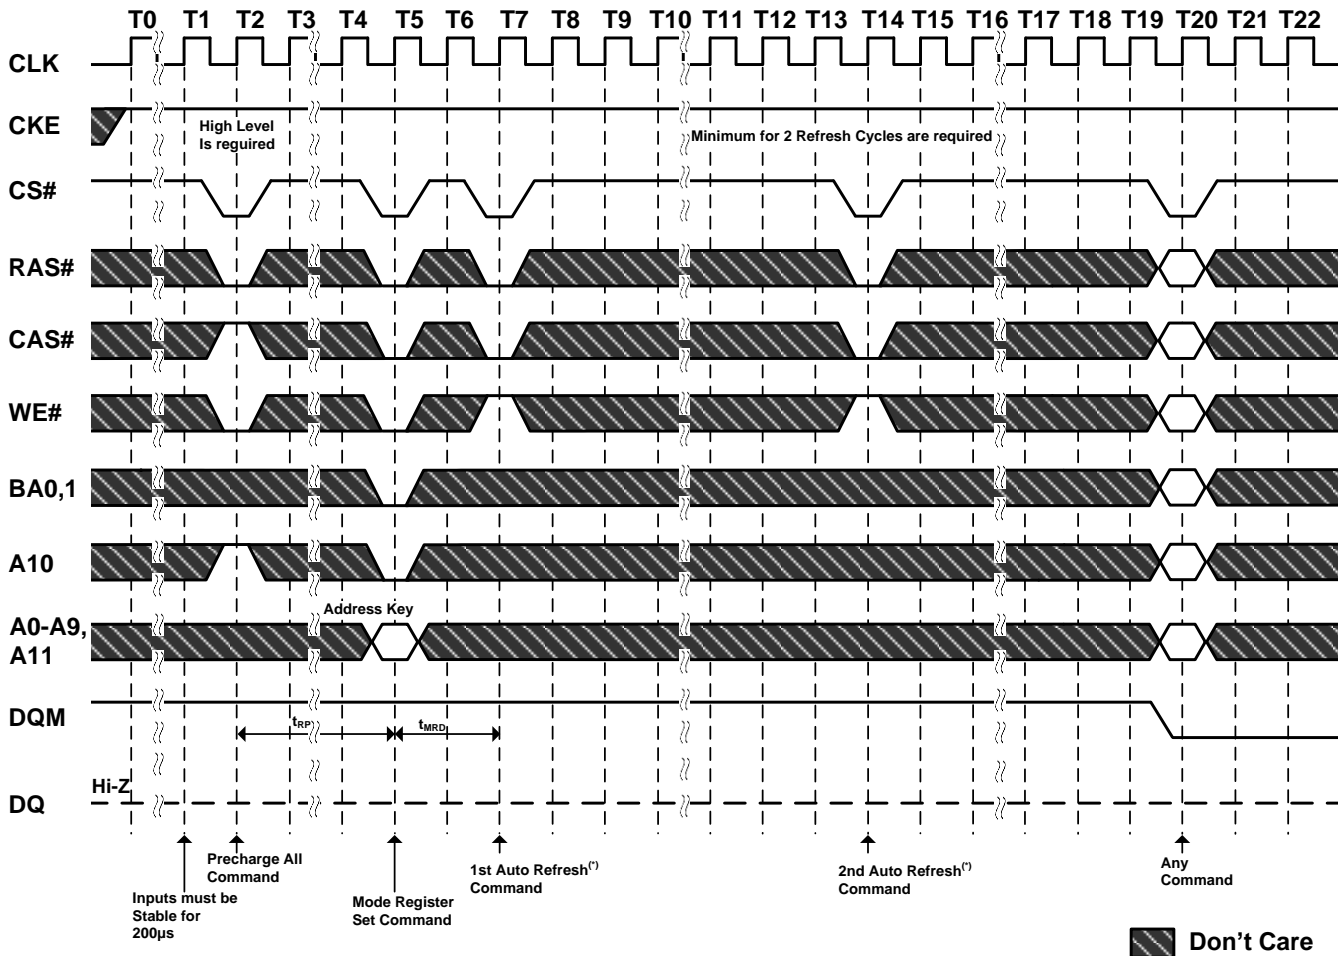 T0 T1 T2 T3 T4 T5 T6 T7 T8 T9 T10 T11 T12 T13 T14 T15 T16 T17 T18 T19 T20 T21 T22
CLK
CKE
High Level
Is reguired
Minimum for 2 Refresh Cycles are required
CS#
RAS#
CAS#
WE#
BA0,1
A10
Address Key
A0-A9,
A11
DQM
tRP
tMRD
Hi-Z
DQ
Inputs must be
Stable for
200µs
Precharge All
Command
Mode Register
Set Command
1st Auto Refresh(*)
Command
2nd Auto Refresh(*)
Command
Any
Command
Don't Care